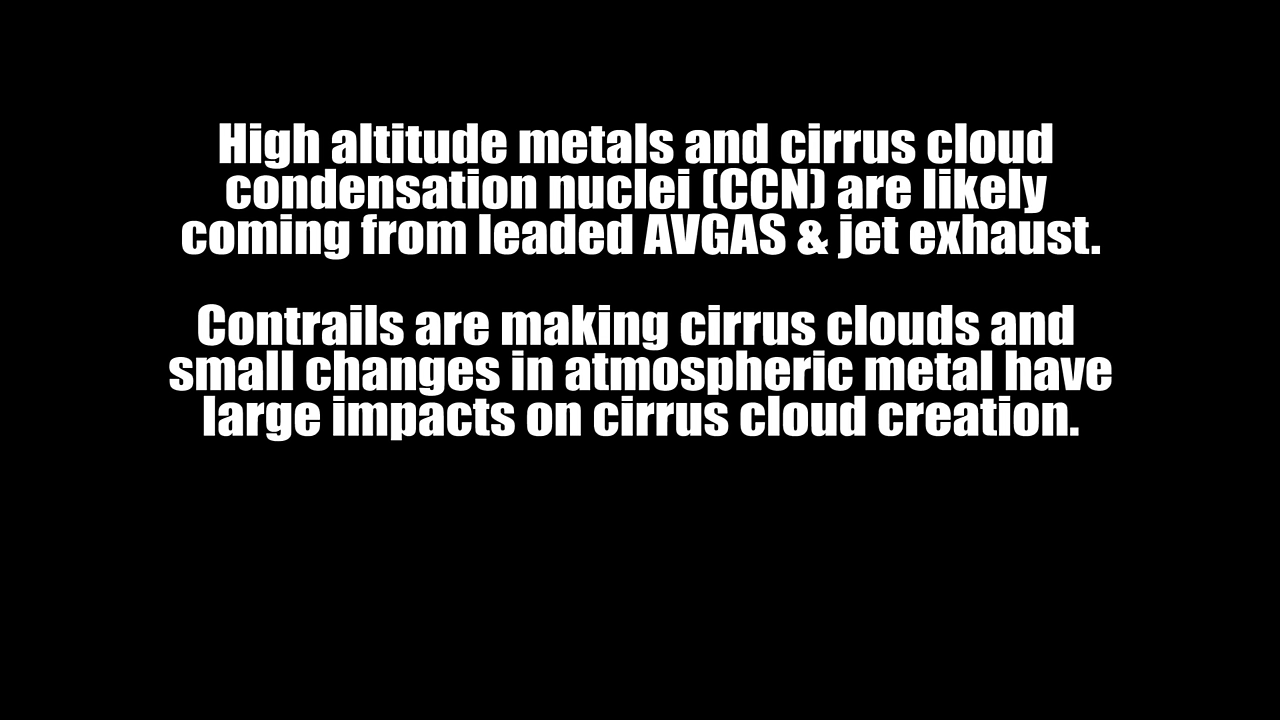 High altitude metals and cirrus cloud
condensation nuclei (CCN) are likely
coming from leaded AVGAS & jet exhaust.
Contrails are making cirrus clouds and
small changes in atmospheric metal have
large impacts on cirrus cloud creation.